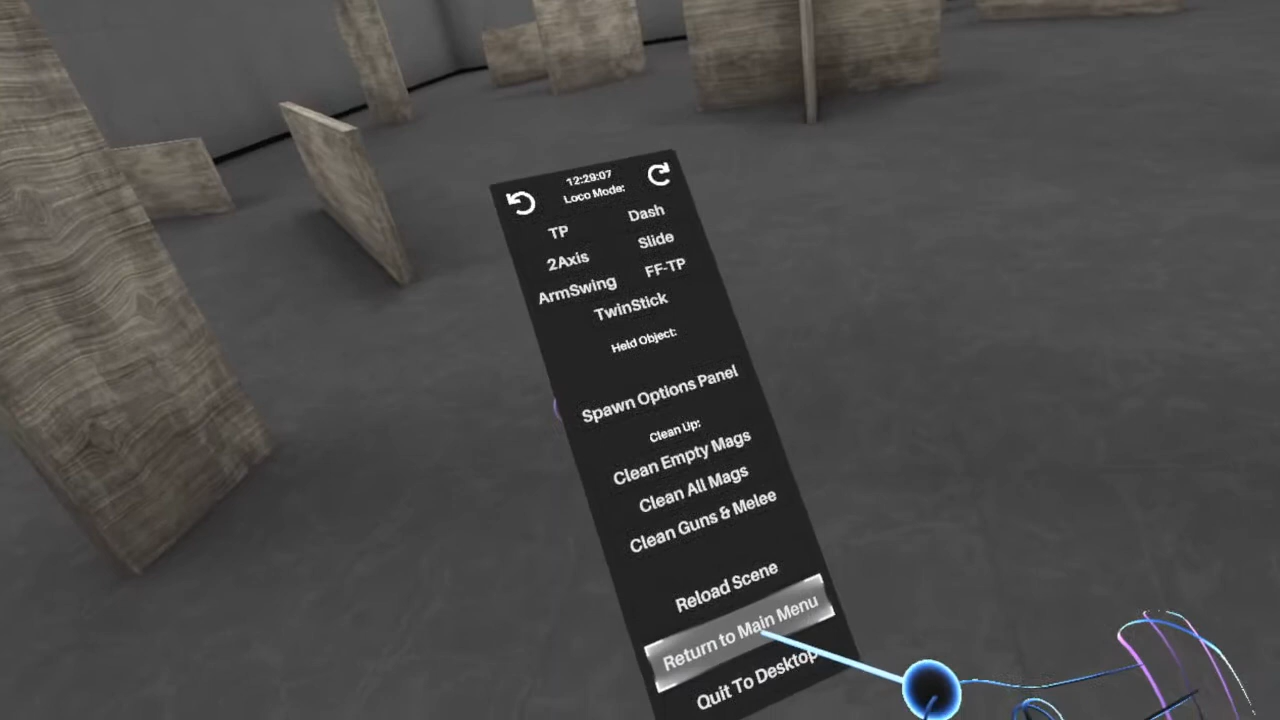 12:29:07
Loco Mode:
TP Dash
2Axis Slide
ArmSwing FF-TP
TwinStick
Held Object:
Spawn Options Panel
Clean Up:
Clean Empty Mags
Clean All Mags
Clean Guns & Melee
Reload Scene
Return to Main Menu
Quit To Desktop